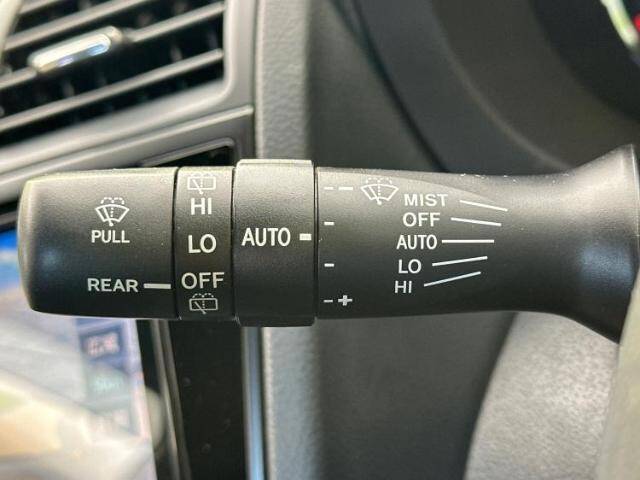 PULL
REAR
HI
LO
OFF
AUTO
MIST
OFF
AUTO
LO
HI
- +